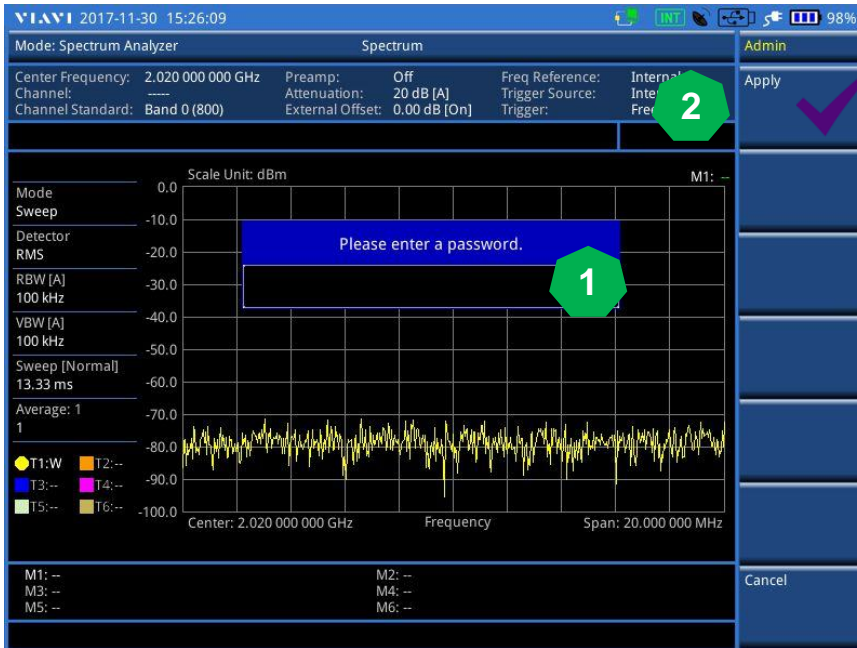 VIAVI 2017-11-30 15:26:09 INT 98%
Mode: Spectrum Analyzer Spectrum Admin
Center Frequency: 2.020 000 000 GHz Preamp: Off Freq Reference:
Channel: ----- Attenuation: 20 dB [A] Trigger Source:
Channel Standard: Band 0 (800) External Offset: 0.00 dB [On] Trigger:
2
Apply
Scale Unit: dBm M1: --
Mode
Sweep
Detector
RMS
RBW [A]
100 kHz
VBW [A]
100 kHz
Sweep [Normal]
13.33 ms
Average: 1
1
T1:W T2:--
T3:-- T4:--
T5:-- T6:--
0.0
-10.0
-20.0
-30.0
-40.0
-50.0
-60.0
-70.0
-80.0
-90.0
-100.0
Please enter a password.
1
Center: 2.020 000 000 GHz Frequency Span: 20.000 000 MHz
M1: -- M2: --
M3: -- M4: --
M5: -- M6: --
Cancel